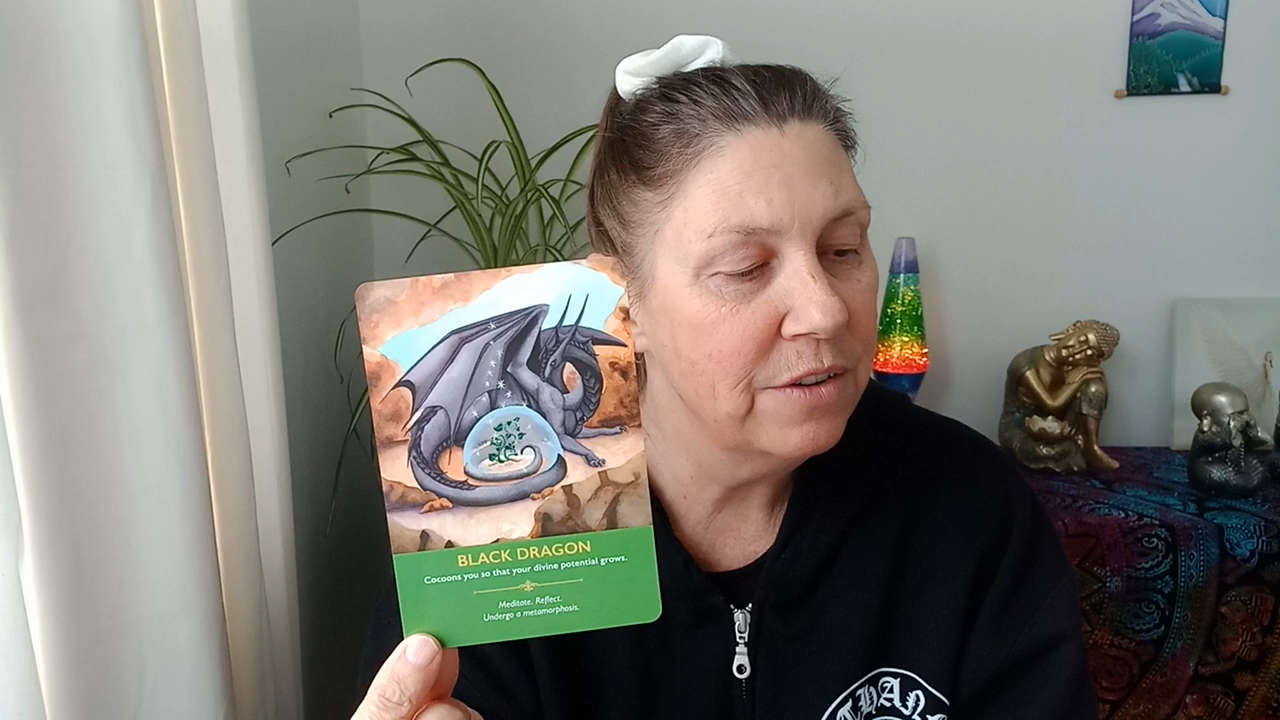 BLACK DRAGON
Cocoons you so that your divine potential grows.
Meditate. Reflect.
Undergo a metamorphosis.